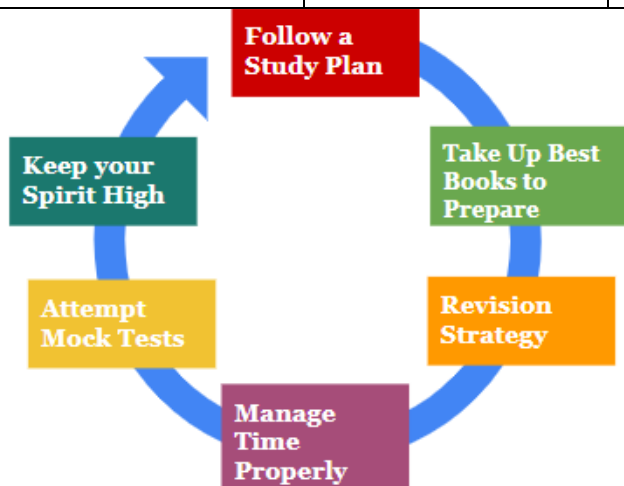 Follow a
Study Plan
Take Up Best
Books to
Prepare
Revision
Strategy
Manage
Time
Properly
Attempt
Mock Tests
Keep your
Spirit High